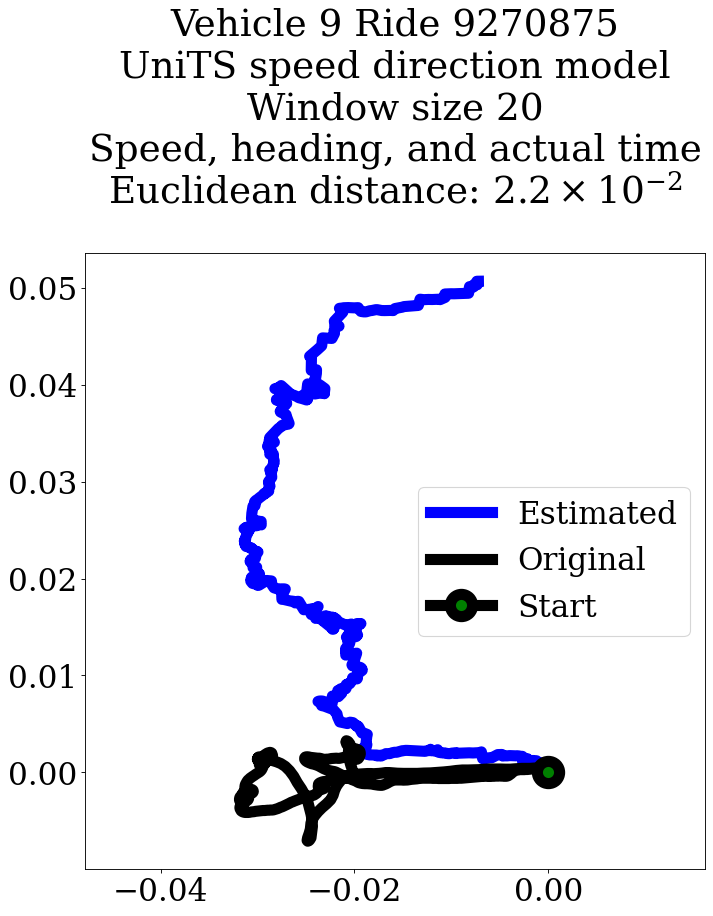 Vehicle 9 Ride 9270875
UniTS speed direction model
Window size 20
Speed, heading, and actual time
Euclidean distance: 2.2 × 10⁻²
0.05
0.04
0.03
0.02
0.01
0.00
Estimated
Original
Start
−0.04
−0.02
0.00